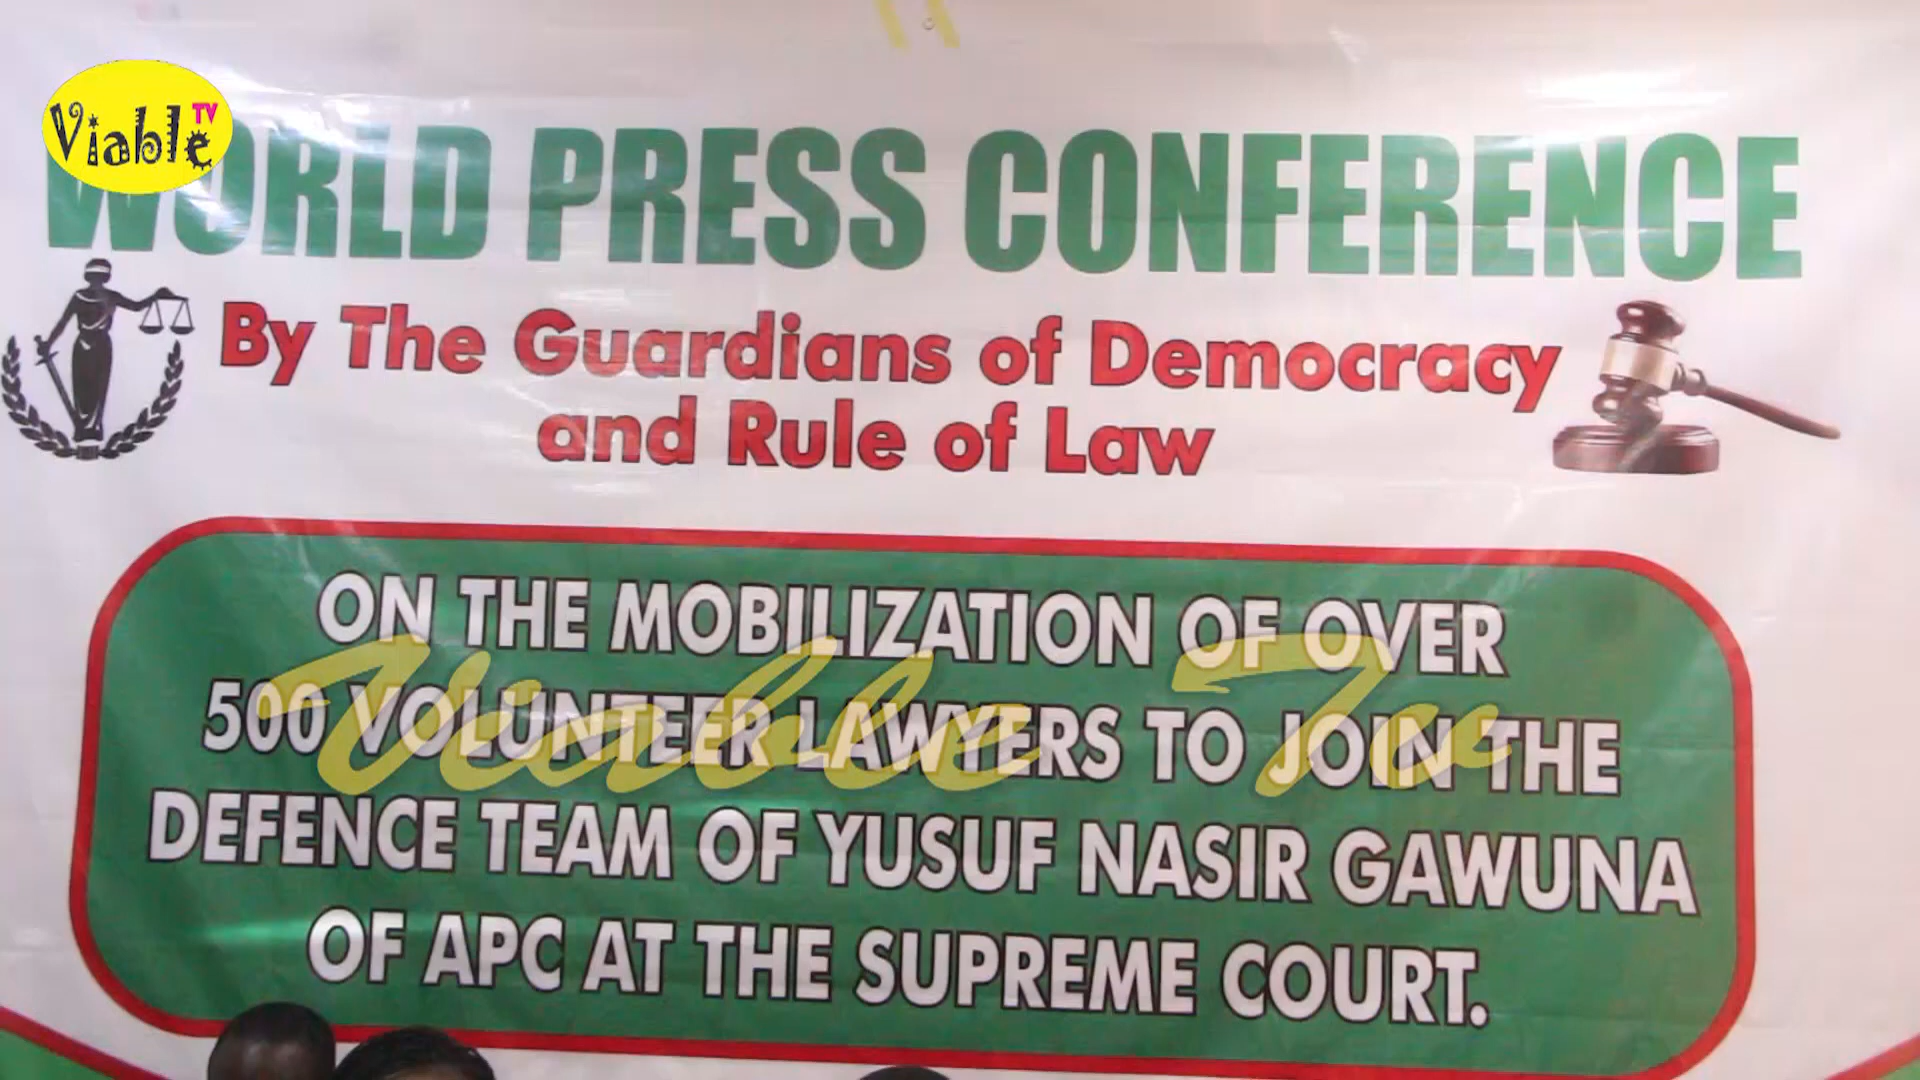 Viable TV
WORLD PRESS CONFERENCE
By The Guardians of Democracy
and Rule of Law
ON THE MOBILIZATION OF OVER
500 VOLUNTEER LAWYERS TO JOIN THE
DEFENCE TEAM OF YUSUF NASIR GAWUNA
OF APC AT THE SUPREME COURT.
Viable Tv